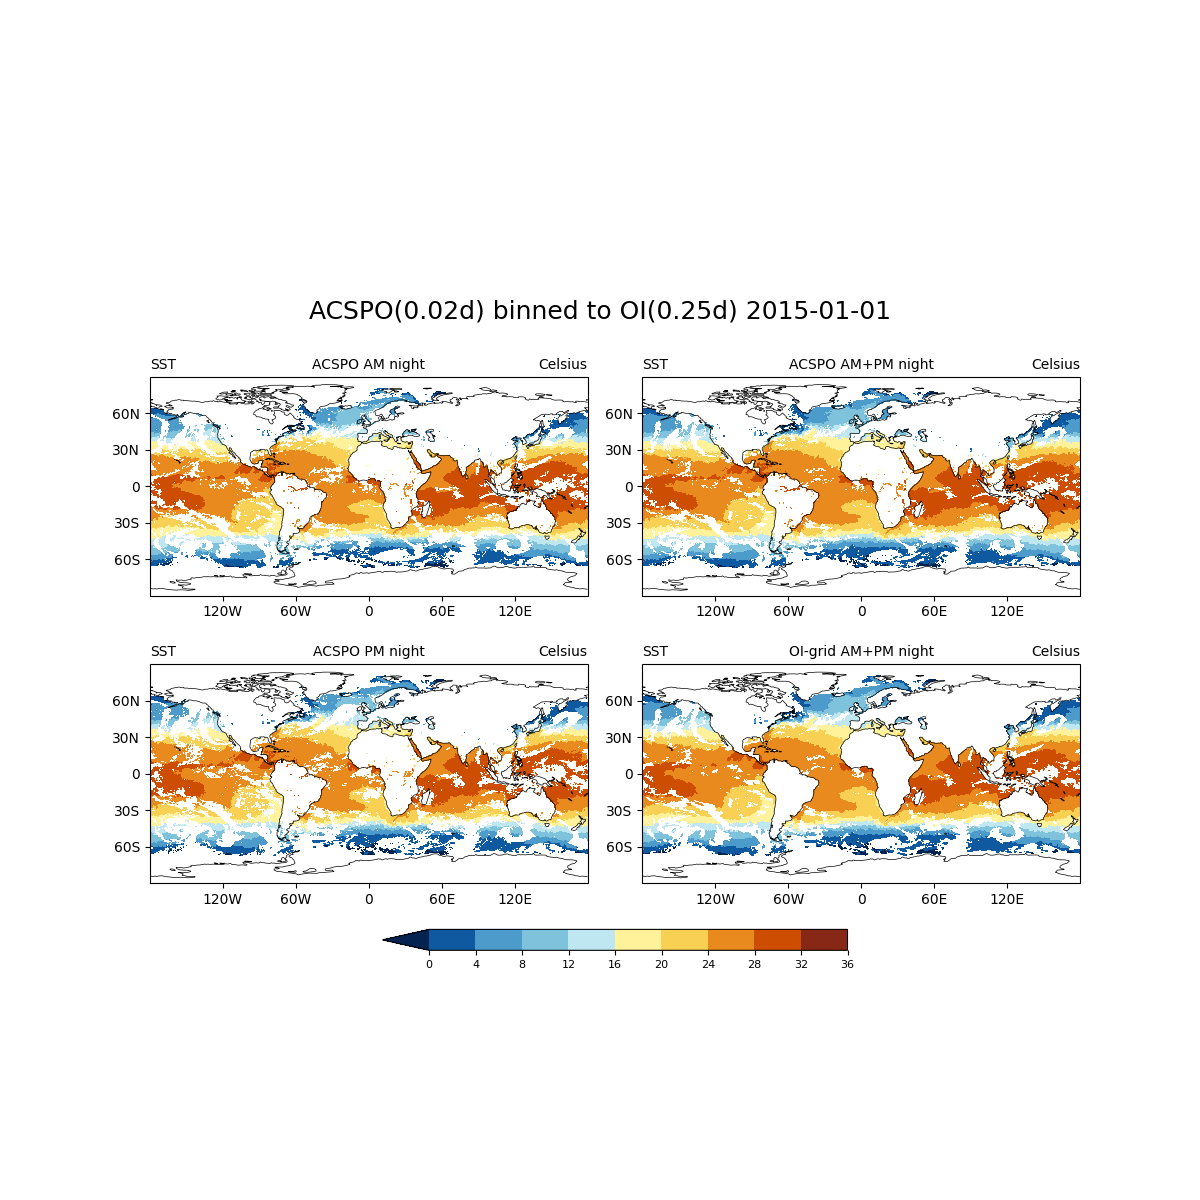 ACSPO(0.02d) binned to OI(0.25d) 2015-01-01
SST ACSPO AM night Celsius
60N
30N
0
30S
60S
120W 60W 0 60E 120E
SST ACSPO AM+PM night Celsius
60N
30N
0
30S
60S
120W 60W 0 60E 120E
SST ACSPO PM night Celsius
60N
30N
0
30S
60S
120W 60W 0 60E 120E
SST OI-grid AM+PM night Celsius
60N
30N
0
30S
60S
120W 60W 0 60E 120E
0 4 8 12 16 20 24 28 32 36